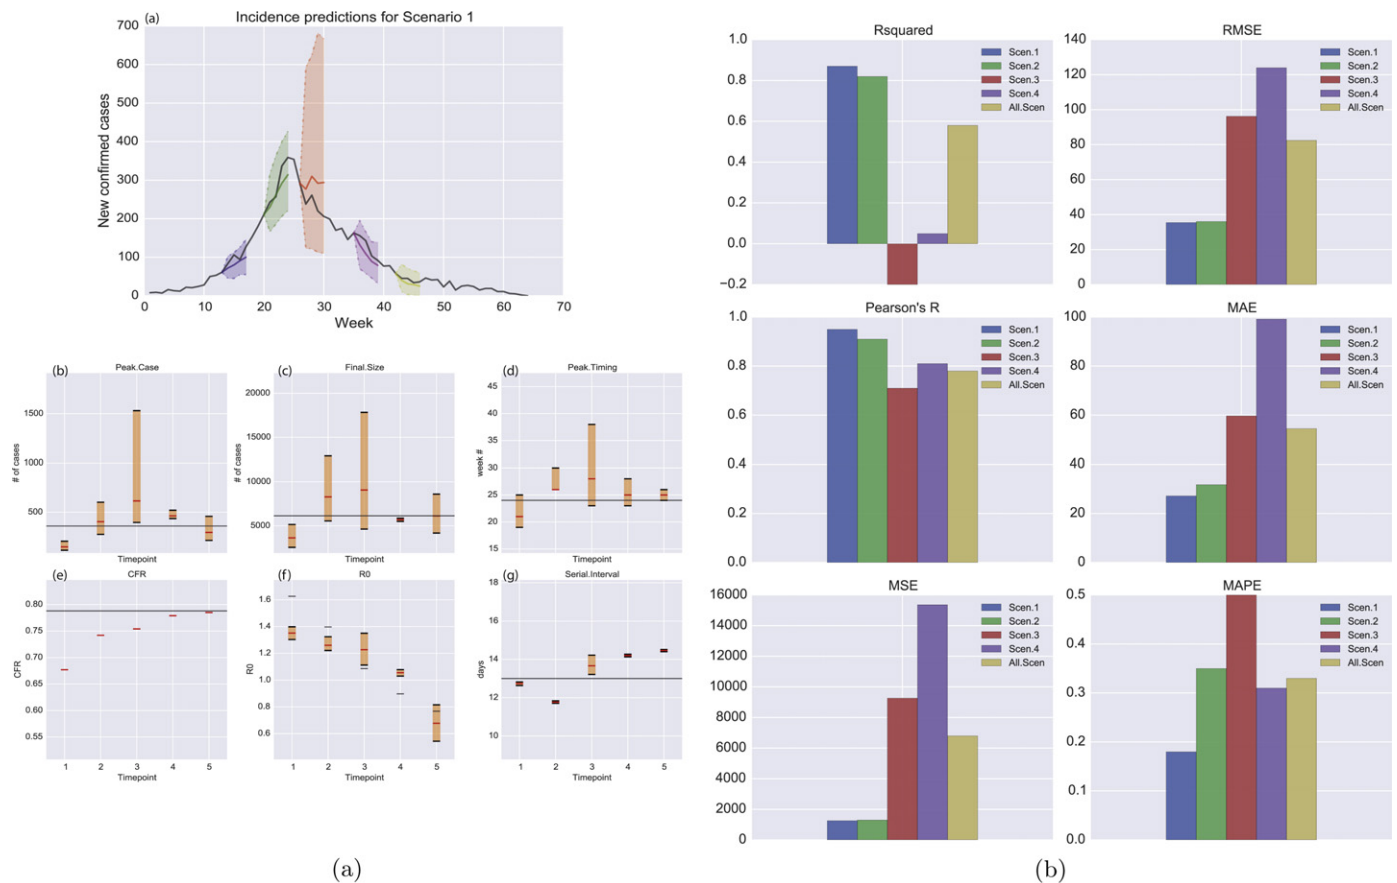 (a)
Incidence predictions for Scenario 1
700
600
500
400
300
200
100
0
New confirmed cases
0 10 20 30 40 50 60 70
Week
(b) Peak.Case
1500
1000
500
# of cases
Timepoint
(c) Final.Size
20000
15000
10000
5000
# of cases
Timepoint
(d) Peak.Timing
45
40
35
30
25
20
15
week #
Timepoint
(e) CFR
0.80
0.75
0.70
0.65
0.60
0.55
CFR
1 2 3 4 5
Timepoint
(f) R0
1.6
1.4
1.2
1.0
0.8
0.6
R0
1 2 3 4 5
Timepoint
(g) Serial.Interval
18
16
14
12
10
days
1 2 3 4 5
Timepoint
(a)
Rsquared
1.0
0.8
0.6
0.4
0.2
0.0
−0.2
Scen.1
Scen.2
Scen.3
Scen.4
All.Scen
RMSE
140
120
100
80
60
40
20
0
Scen.1
Scen.2
Scen.3
Scen.4
All.Scen
Pearson's R
1.0
0.8
0.6
0.4
0.2
0.0
Scen.1
Scen.2
Scen.3
Scen.4
All.Scen
MAE
100
80
60
40
20
0
Scen.1
Scen.2
Scen.3
Scen.4
All.Scen
MSE
16000
14000
12000
10000
8000
6000
4000
2000
0
Scen.1
Scen.2
Scen.3
Scen.4
All.Scen
MAPE
0.5
0.4
0.3
0.2
0.1
0.0
Scen.1
Scen.2
Scen.3
Scen.4
All.Scen
(b)